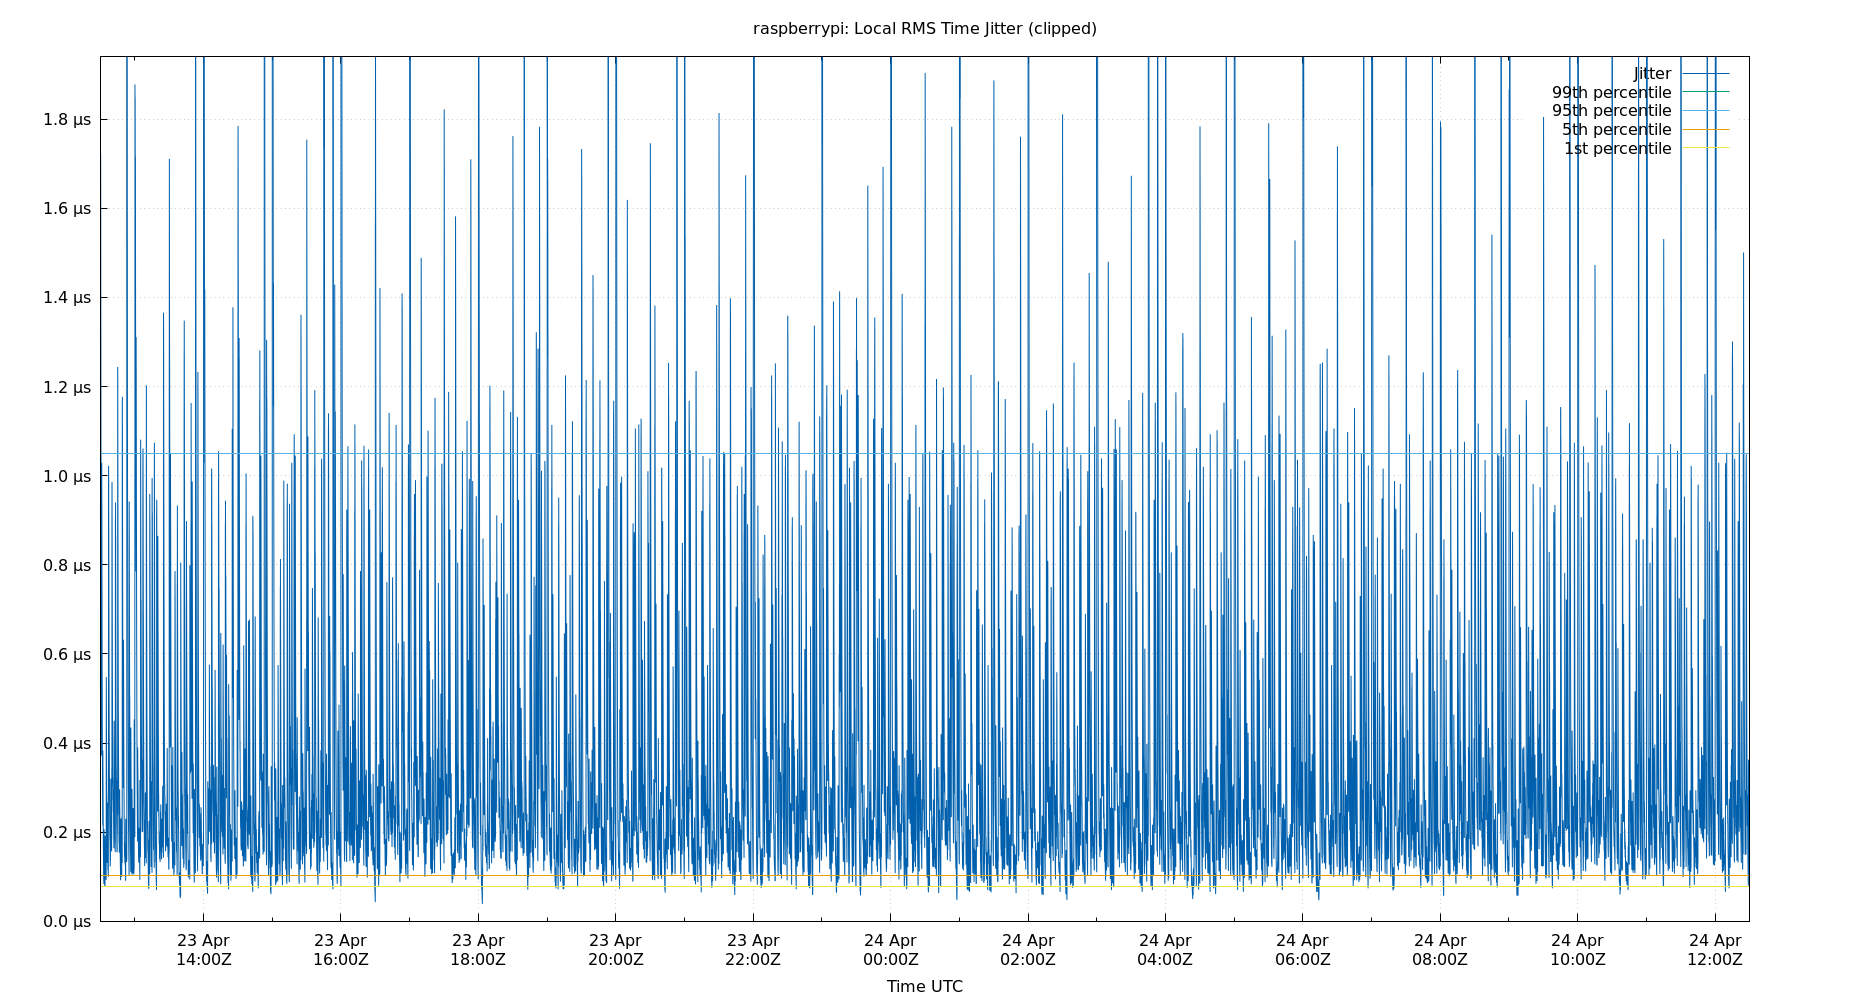 raspberrypi: Local RMS Time Jitter (clipped)
Jitter
99th percentile
95th percentile
5th percentile
1st percentile
1.8 µs
1.6 µs
1.4 µs
1.2 µs
1.0 µs
0.8 µs
0.6 µs
0.4 µs
0.2 µs
0.0 µs
23 Apr 23 Apr 23 Apr 23 Apr 23 Apr 24 Apr 24 Apr 24 Apr 24 Apr 24 Apr 24 Apr 24 Apr
14:00Z 16:00Z 18:00Z 20:00Z 22:00Z 00:00Z 02:00Z 04:00Z 06:00Z 08:00Z 10:00Z 12:00Z
Time UTC